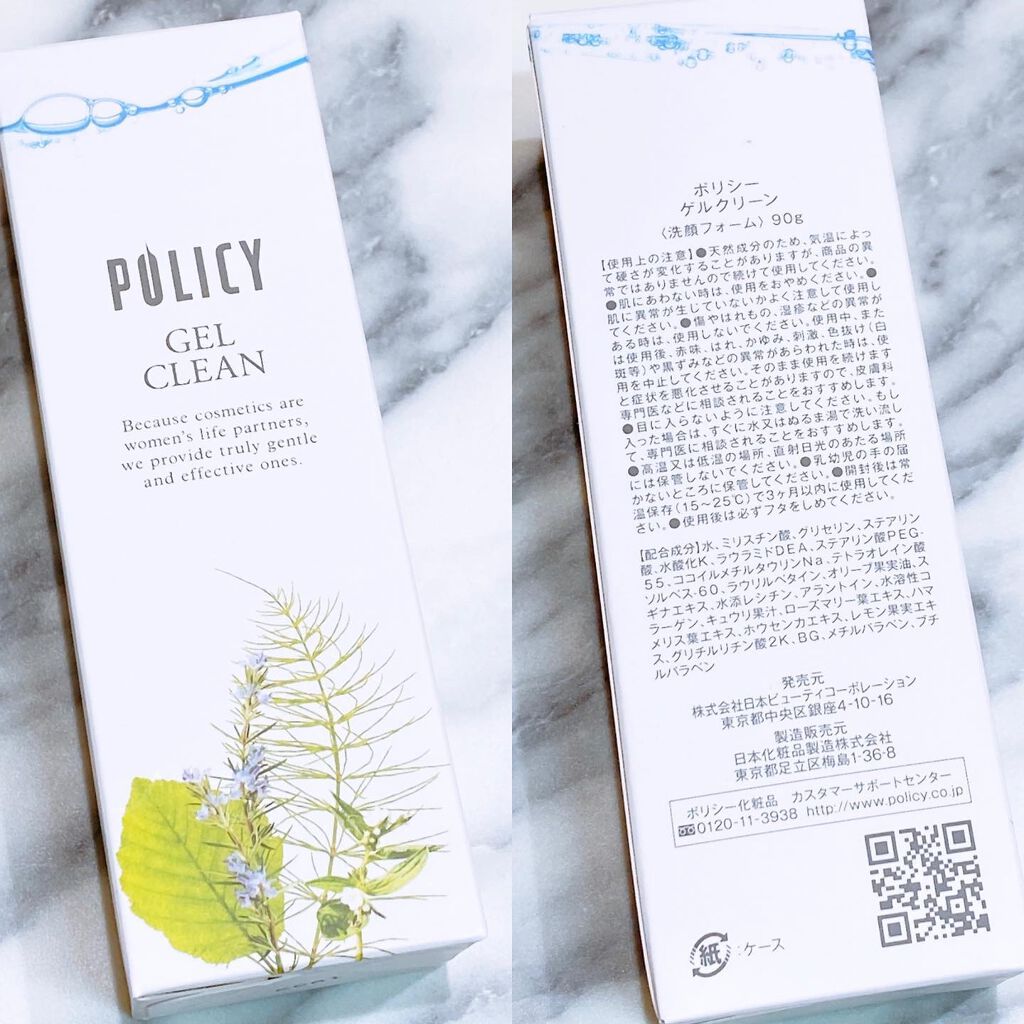 POLICY
GEL
CLEAN
Because cosmetics are
women's life partners,
we provide truly gentle
and effective ones.
ポリシー
ゲルクリーン
〈洗顔フォーム〉90g
【使用上の注意】●天然成分のため、気温によっ
て硬さが変化することがありますが、商品の異
常ではありませんので続けて使用してください。
●肌にあわない時は、使用をおやめください。●
肌に異常が生じていないかよく注意して使用し
てください。●傷やはれもの、湿疹などの異常が
ある時は、使用しないでください。使用中、また
は使用後、赤味、はれ、かゆみ、刺激、色抜け(白
斑等)や黒ずみなどの異常があらわれた時は、使
用を中止してください。そのまま使用を続けます
と症状を悪化させることがありますので、皮膚科
専門医などに相談されることをおすすめします。
●目に入らないように注意してください。もし
入った場合は、すぐに水又はぬるま湯で洗い流し
て、専門医に相談されることをおすすめします。
●高温又は低温の場所、直射日光のあたる場所
には保管しないでください。●乳幼児の手の届
かないところに保管してください。●開封後は常
温保存(15～25℃)で3ヶ月以内に使用してくだ
さい。●使用後は必ずフタをしめてください。
【配合成分】水、ミリスチン酸、グリセリン、ステアリン
酸、水酸化K、ラウラミドDEA、ステアリン酸PEG-
55、ココイルメチルタウリンNa、テトラオレイン酸
ソルベス-60、ラウリルベタイン、オリーブ果実油、ス
ギナエキス、水添レシチン、アラントイン、水溶性コ
ラーゲン、キュウリ果汁、ローズマリー葉エキス、ハマ
メリス葉エキス、ホウセンカエキス、レモン果実エキ
ス、グリチルリチン酸2K、BG、メチルパラベン、ブチ
ルパラベン
発売元
株式会社日本ビューティコーポレーション
東京都中央区銀座4-10-16
製造販売元
日本化粧品製造株式会社
東京都足立区梅島1-36-8
ポリシー化粧品 カスタマーサポートセンター
0120-11-3938 http://www.policy.co.jp
紙:ケース